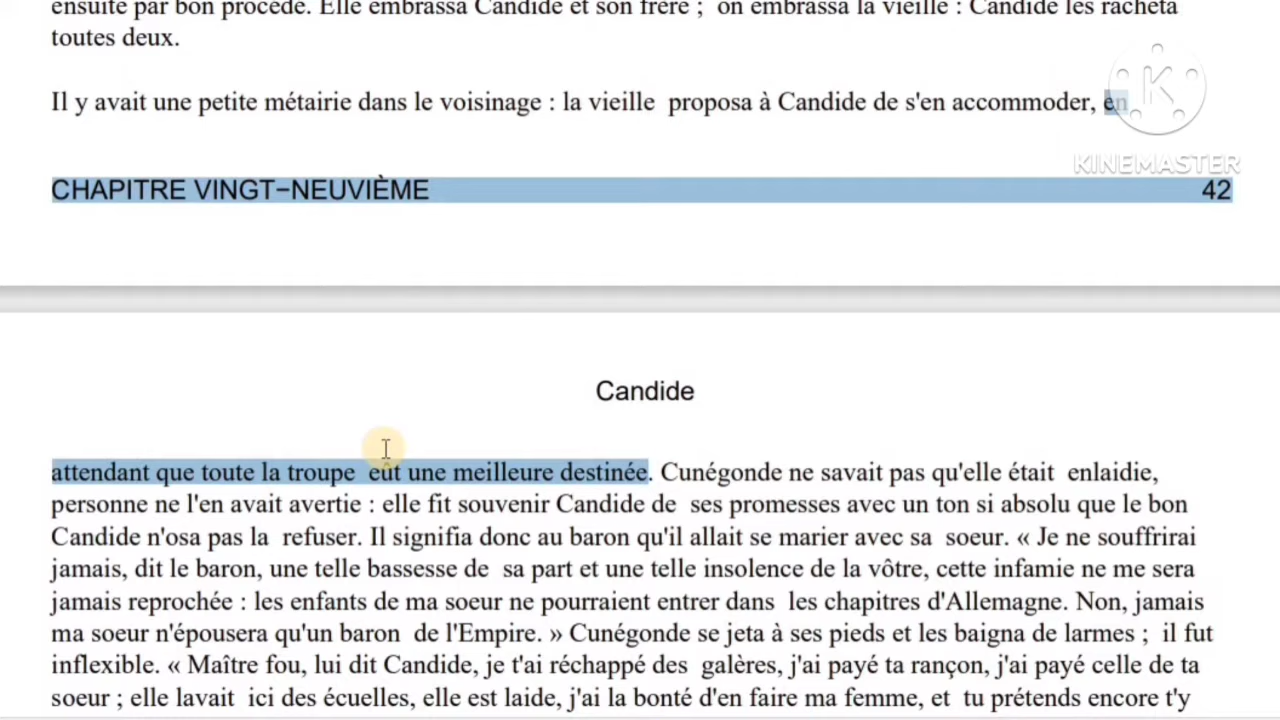 ensuite par bon procédé. Elle embrassa Candide et son frère ; on embrassa la vieille : Candide les racheta
toutes deux.
Il y avait une petite métairie dans le voisinage : la vieille proposa à Candide de s'en accommoder, en
KINEMASTER
CHAPITRE VINGT−NEUVIÈME 42
Candide
attendant que toute la troupe eût une meilleure destinée. Cunégonde ne savait pas qu'elle était enlaidie,
personne ne l'en avait avertie : elle fit souvenir Candide de ses promesses avec un ton si absolu que le bon
Candide n'osa pas la refuser. Il signifia donc au baron qu'il allait se marier avec sa soeur. « Je ne souffrirai
jamais, dit le baron, une telle bassesse de sa part et une telle insolence de la vôtre, cette infamie ne me sera
jamais reprochée : les enfants de ma soeur ne pourraient entrer dans les chapitres d'Allemagne. Non, jamais
ma soeur n'épousera qu'un baron de l'Empire. » Cunégonde se jeta à ses pieds et les baigna de larmes ; il fut
inflexible. « Maître fou, lui dit Candide, je t'ai réchappé des galères, j'ai payé ta rançon, j'ai payé celle de ta
soeur ; elle lavait ici des écuelles, elle est laide, j'ai la bonté d'en faire ma femme, et tu prétends encore t'y